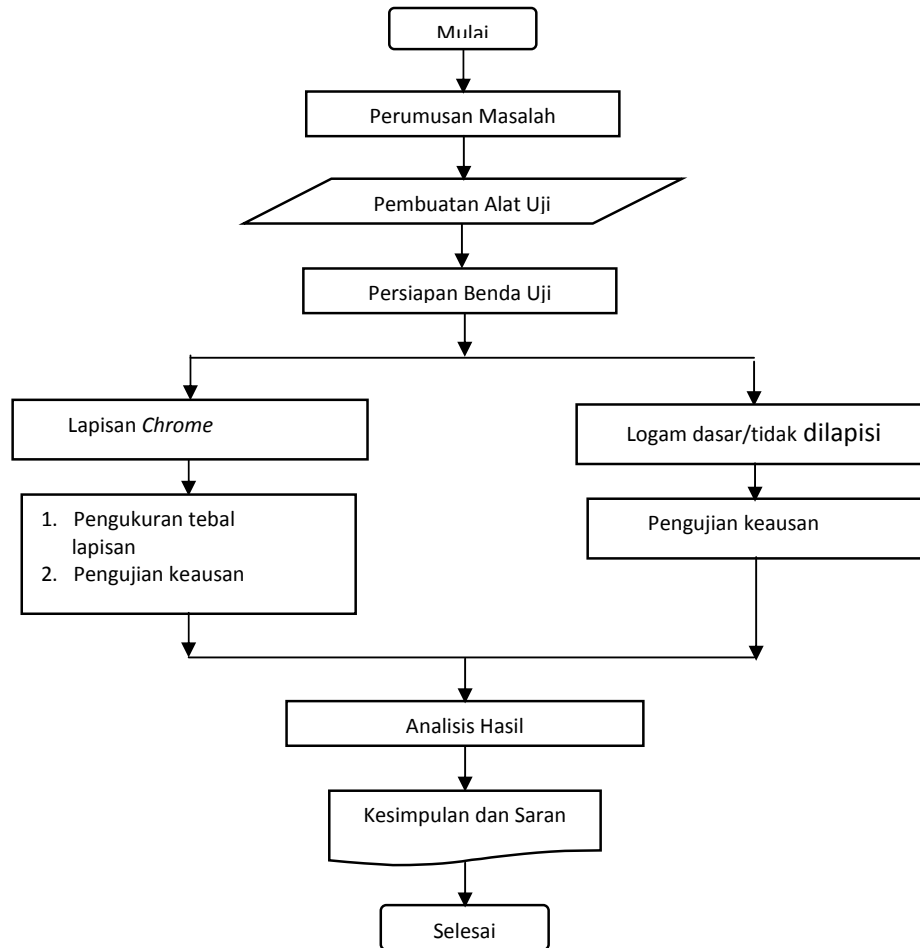 Mulai
Perumusan Masalah
Pembuatan Alat Uji
Persiapan Benda Uji
Lapisan Chrome
Logam dasar/tidak dilapisi
1. Pengukuran tebal
lapisan
2. Pengujian keausan
Pengujian keausan
Analisis Hasil
Kesimpulan dan Saran
Selesai